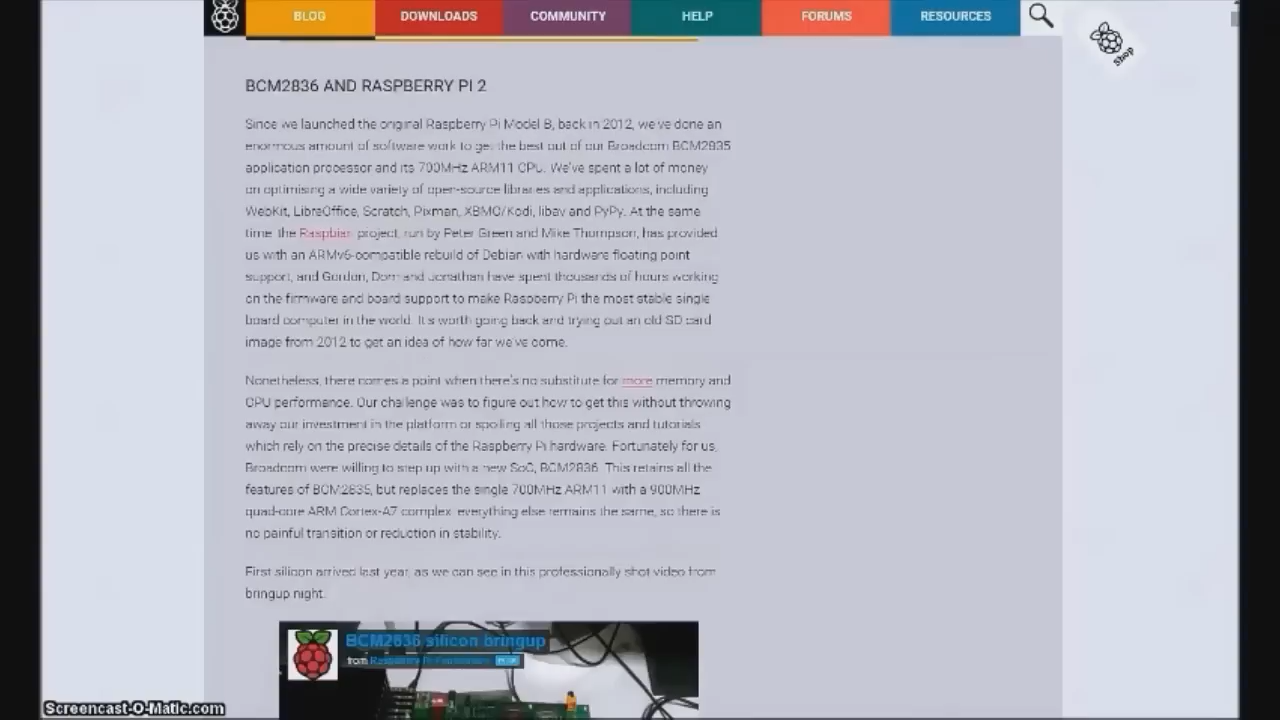 BLOG
DOWNLOADS
COMMUNITY
HELP
FORUMS
RESOURCES
Shop
BCM2836 AND RASPBERRY PI 2
Since we launched the original Raspberry Pi Model B, back in 2012, we've done an
enormous amount of software work to get the best out of our Broadcom BCM2835
application processor and its 700MHz ARM11 CPU. We've spent a lot of money
on optimising a wide variety of open-source libraries and applications, including
WebKit, LibreOffice, Scratch, Pixman, XBMC/Kodi, libav and PyPy. At the same
time, the Raspbian project, run by Peter Green and Mike Thompson, has provided
us with an ARMv6-compatible rebuild of Debian with hardware floating point
support, and Gordon, Dom and Jonathan have spent thousands of hours working
on the firmware and board support to make Raspberry Pi the most stable single
board computer in the world. It's worth going back and trying out an old SD card
image from 2012 to get an idea of how far we've come.
Nonetheless, there comes a point when there's no substitute for more memory and
CPU performance. Our challenge was to figure out how to get this without throwing
away our investment in the platform or spoiling all those projects and tutorials
which rely on the precise details of the Raspberry Pi hardware. Fortunately for us,
Broadcom were willing to step up with a new SoC, BCM2836. This retains all the
features of BCM2835, but replaces the single 700MHz ARM11 with a 900MHz
quad-core ARM Cortex-A7 complex: everything else remains the same, so there is
no painful transition or reduction in stability.
First silicon arrived last year, as we can see in this professionally shot video from
bringup night.
BCM2836 silicon bringup
from Raspberry Pi Foundation
Screencast-O-Matic.com